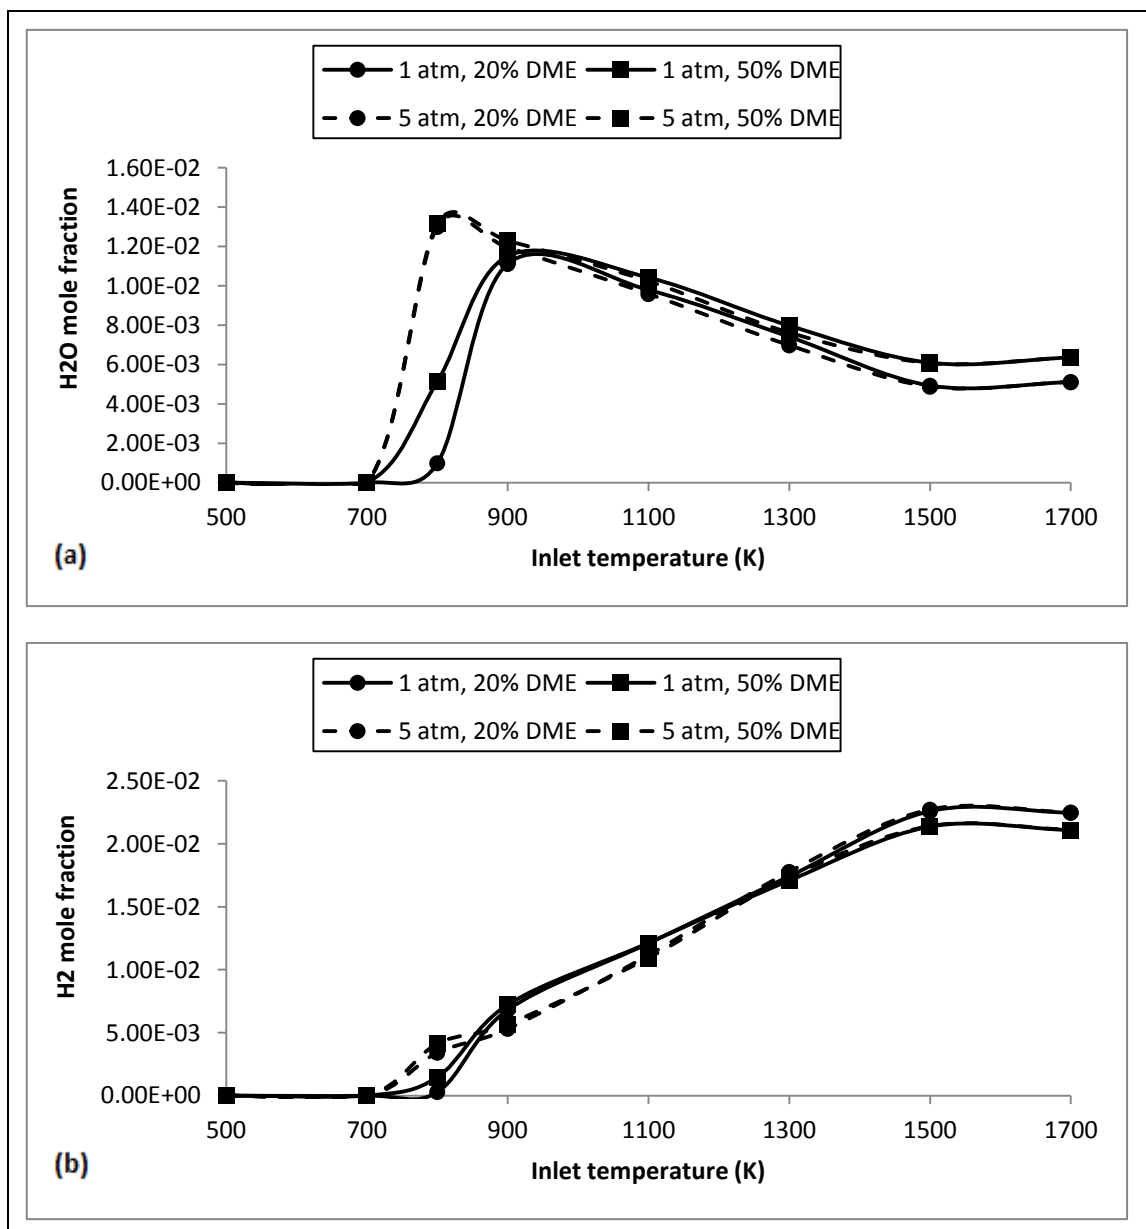 1 atm, 20% DME 1 atm, 50% DME
5 atm, 20% DME 5 atm, 50% DME
1.60E-02
1.40E-02
1.20E-02
1.00E-02
8.00E-03
6.00E-03
4.00E-03
2.00E-03
0.00E+00
H2O mole fraction
500 700 900 1100 1300 1500 1700
Inlet temperature (K)
(a)
1 atm, 20% DME 1 atm, 50% DME
5 atm, 20% DME 5 atm, 50% DME
2.50E-02
2.00E-02
1.50E-02
1.00E-02
5.00E-03
0.00E+00
H2 mole fraction
500 700 900 1100 1300 1500 1700
Inlet temperature (K)
(b)